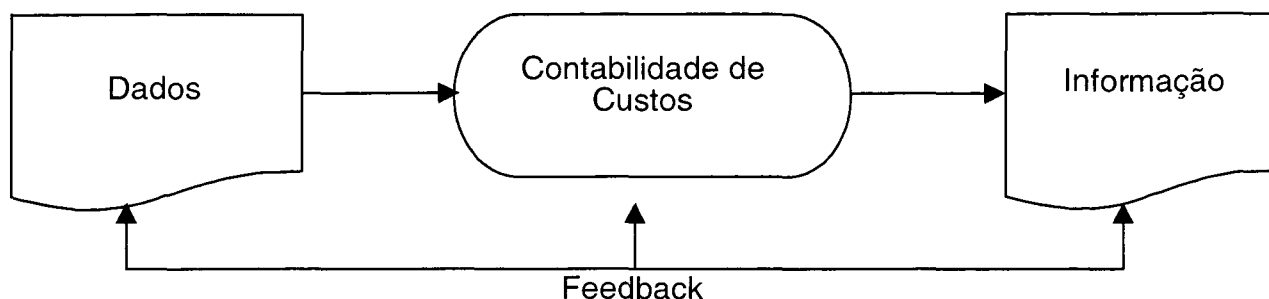 Dados
Contabilidade de
Custos
Informação
Feedback